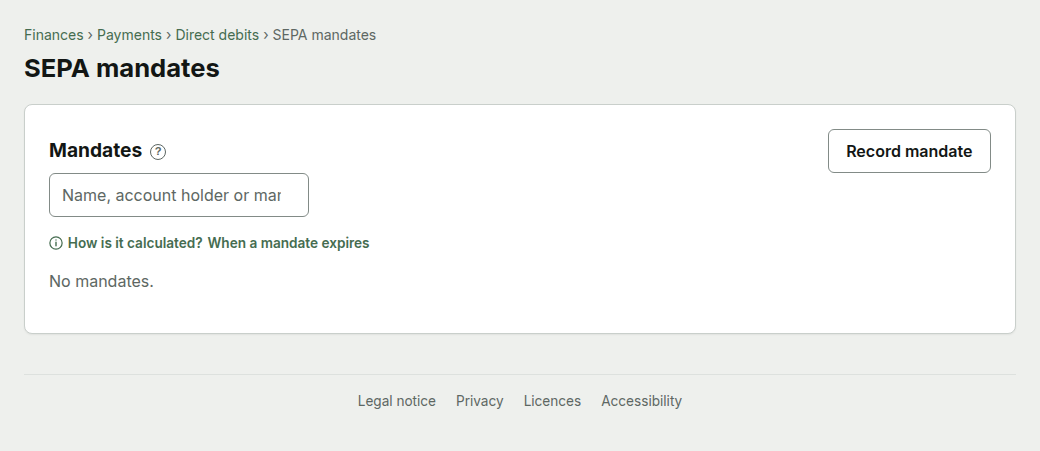 Finances › Payments › Direct debits › SEPA mandates
SEPA mandates
Mandates ?
Record mandate
Name, account holder or mar
How is it calculated? When a mandate expires
No mandates.
Legal notice Privacy Licences Accessibility